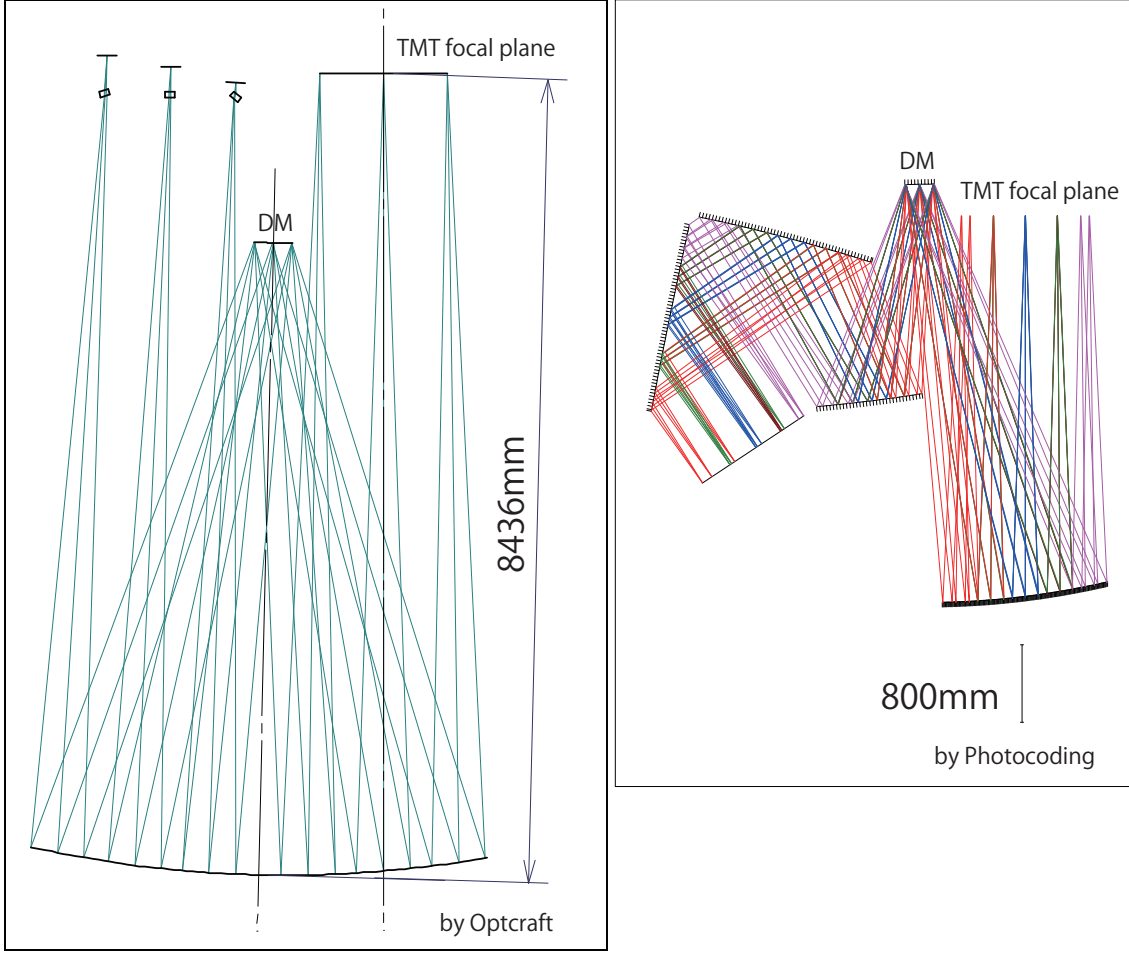 TMT focal plane
DM
8436mm
by Optcraft
DM
TMT focal plane
800mm
by Photocoding